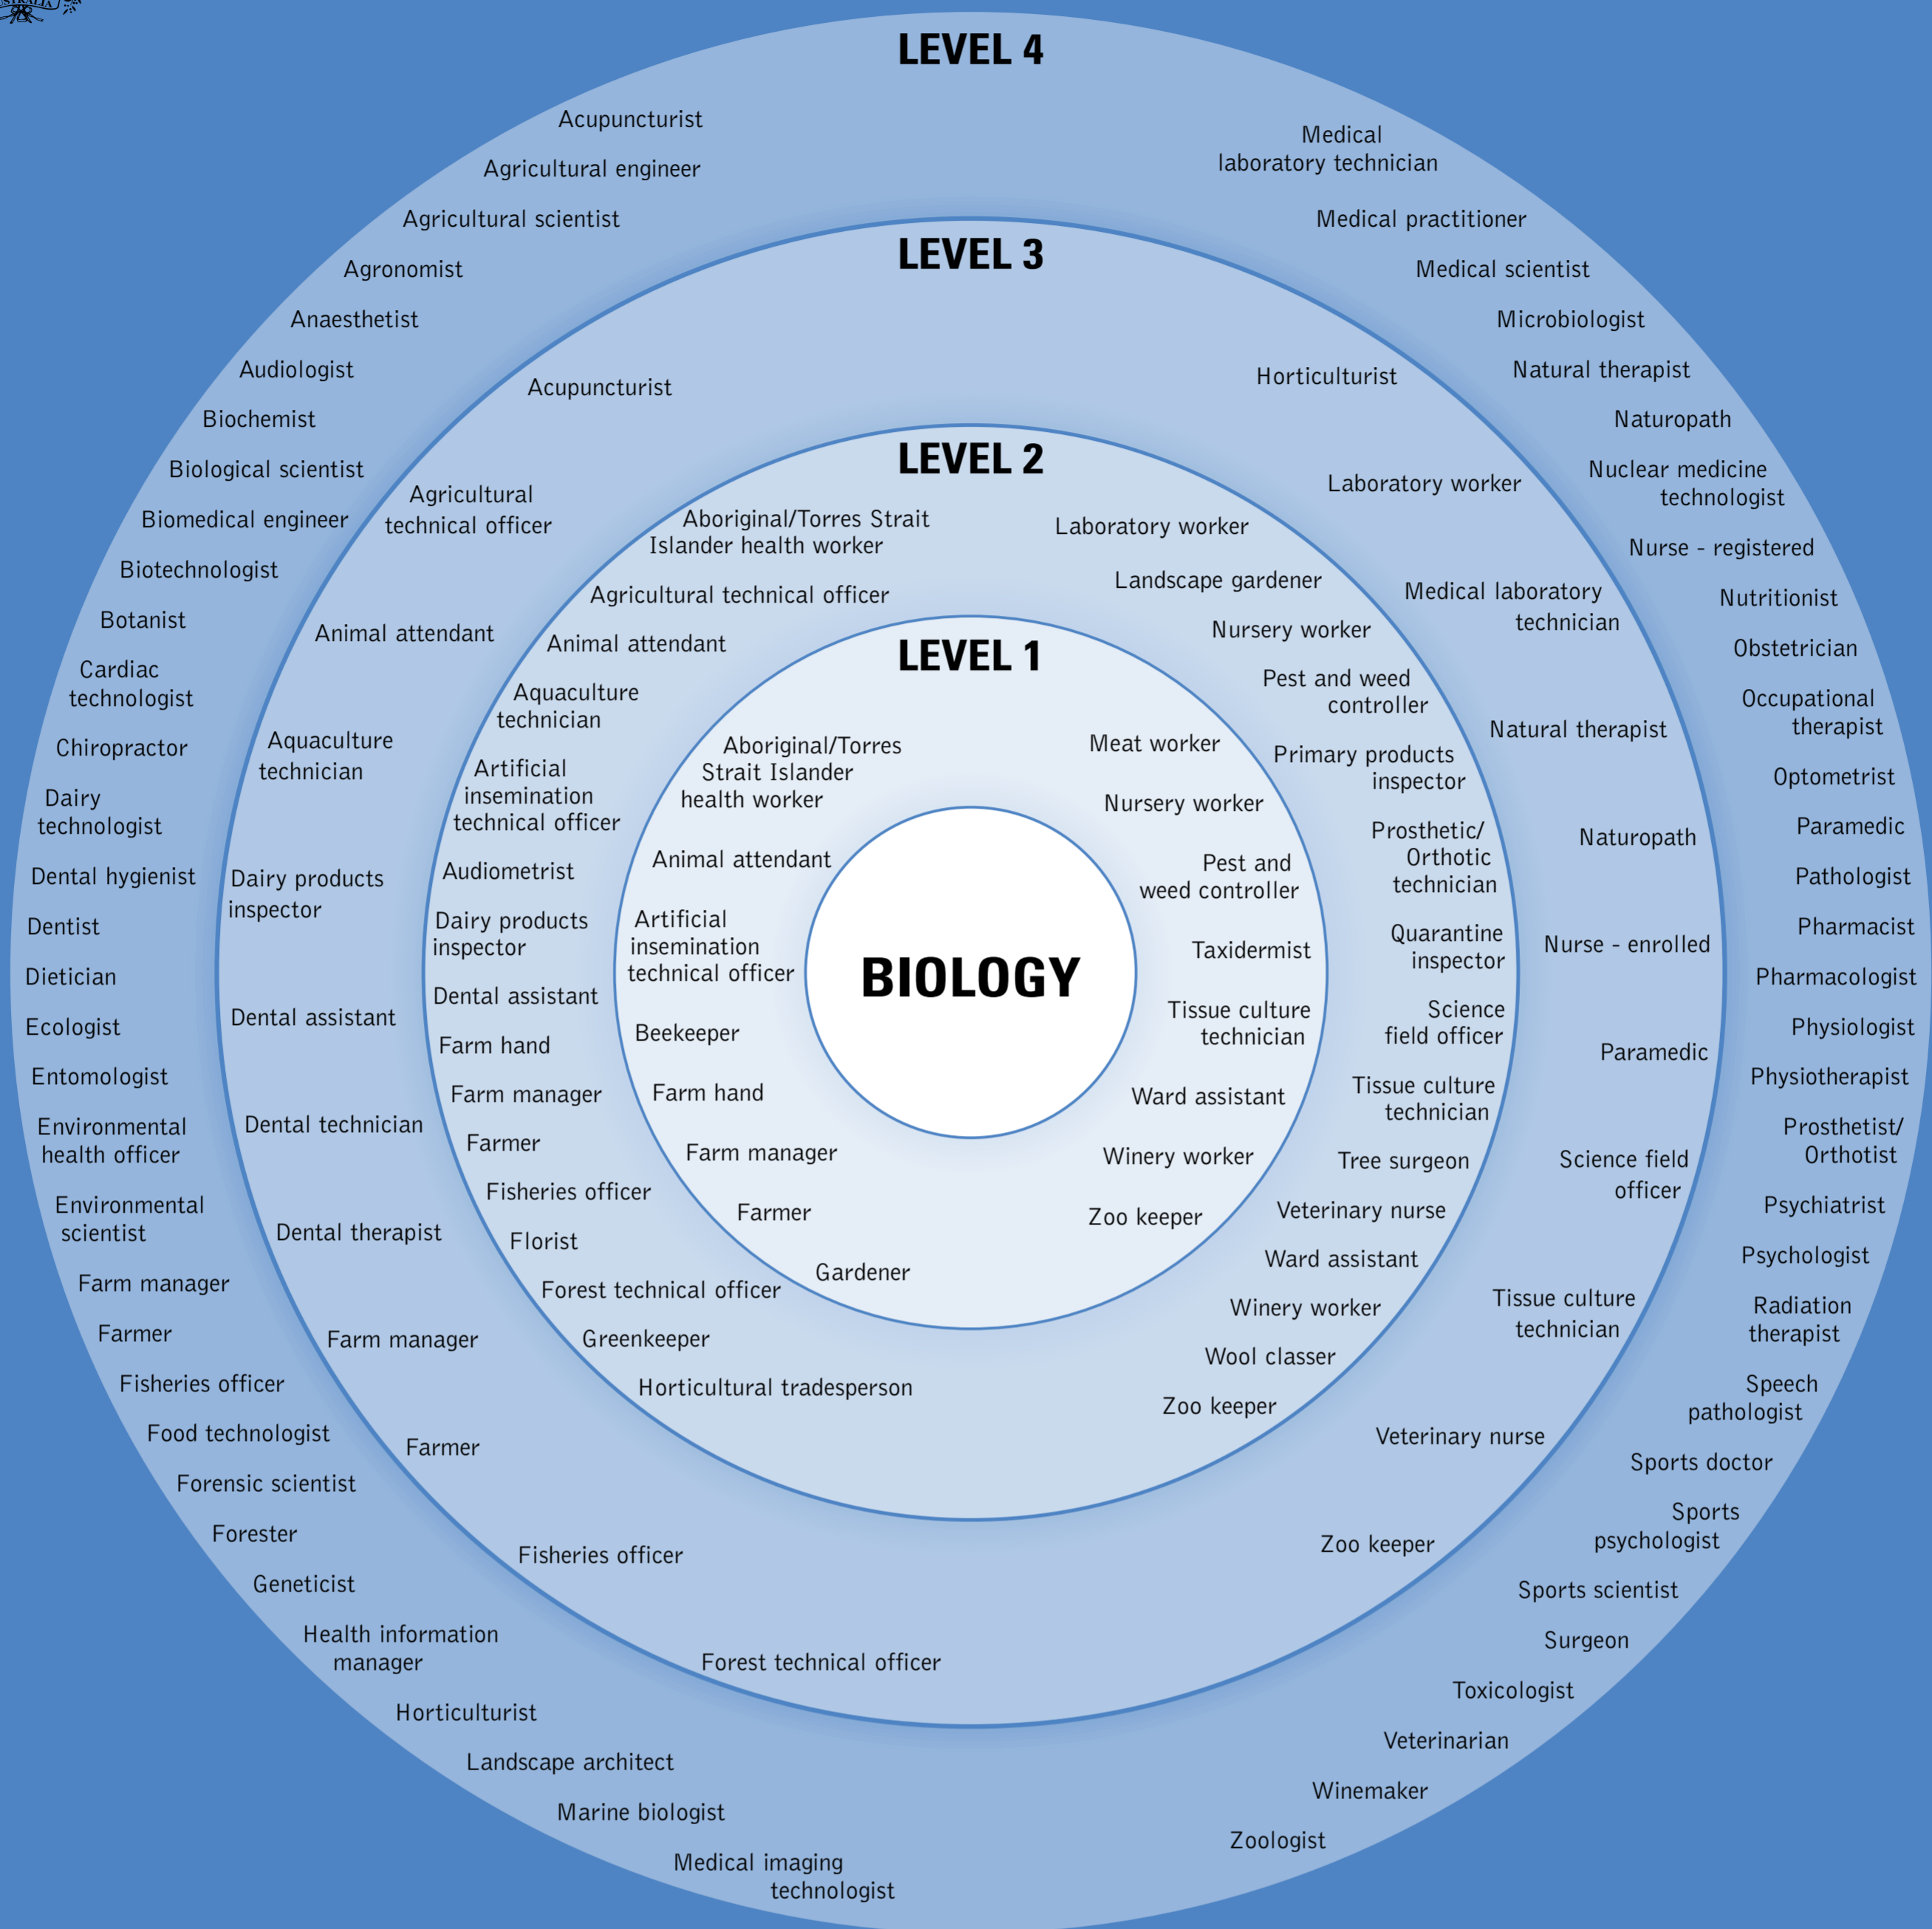 STRALIA
LEVEL 4
Acupuncturist
Agricultural engineer
Agricultural scientist
Agronomist
Anaesthetist
Audiologist
Biochemist
Biological scientist
Biomedical engineer
Biotechnologist
Botanist
Cardiac
technologist
Chiropractor
Dairy
technologist
Dental hygienist
Dentist
Dietician
Ecologist
Entomologist
Environmental
health officer
Environmental
scientist
Farm manager
Farmer
Fisheries officer
Food technologist
Forensic scientist
Forester
Geneticist
Health information
manager
Horticulturist
Landscape architect
Marine biologist
Medical imaging
technologist
Medical
laboratory technician
Medical practitioner
Medical scientist
Microbiologist
Natural therapist
Naturopath
Nuclear medicine
technologist
Nurse - registered
Nutritionist
Obstetrician
Occupational
therapist
Optometrist
Paramedic
Pathologist
Pharmacist
Pharmacologist
Physiologist
Physiotherapist
Prosthetist/
Orthotist
Psychiatrist
Psychologist
Radiation
therapist
Speech
pathologist
Sports doctor
Sports
psychologist
Sports scientist
Surgeon
Toxicologist
Veterinarian
Winemaker
Zoologist
LEVEL 3
Acupuncturist
Agricultural
technical officer
Animal attendant
Aquaculture
technician
Dairy products
inspector
Dental assistant
Dental technician
Dental therapist
Farm manager
Farmer
Fisheries officer
Forest technical officer
Horticulturist
Laboratory worker
Medical laboratory
technician
Natural therapist
Naturopath
Nurse - enrolled
Paramedic
Science field
officer
Tissue culture
technician
Veterinary nurse
Zoo keeper
LEVEL 2
Aboriginal/Torres Strait
Islander health worker
Agricultural technical officer
Animal attendant
Aquaculture
technician
Artificial
insemination
technical officer
Audiometrist
Dairy products
inspector
Dental assistant
Farm hand
Farm manager
Farmer
Fisheries officer
Florist
Forest technical officer
Greenkeeper
Horticultural tradesperson
Laboratory worker
Landscape gardener
Nursery worker
Pest and weed
controller
Primary products
inspector
Prosthetic/
Orthotic
technician
Quarantine
inspector
Science
field officer
Tissue culture
technician
Tree surgeon
Veterinary nurse
Ward assistant
Winery worker
Wool classer
Zoo keeper
LEVEL 1
Aboriginal/Torres
Strait Islander
health worker
Animal attendant
Artificial
insemination
technical officer
Beekeeper
Farm hand
Farm manager
Farmer
Gardener
Meat worker
Nursery worker
Pest and
weed controller
Taxidermist
Tissue culture
technician
Ward assistant
Winery worker
Zoo keeper
BIOLOGY